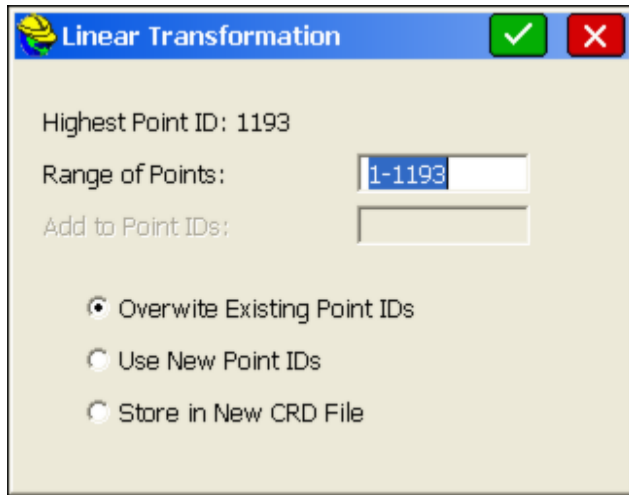 Linear Transformation
Highest Point ID: 1193
Range of Points: 1-1193
Add to Point IDs:
Overwite Existing Point IDs
Use New Point IDs
Store in New CRD File